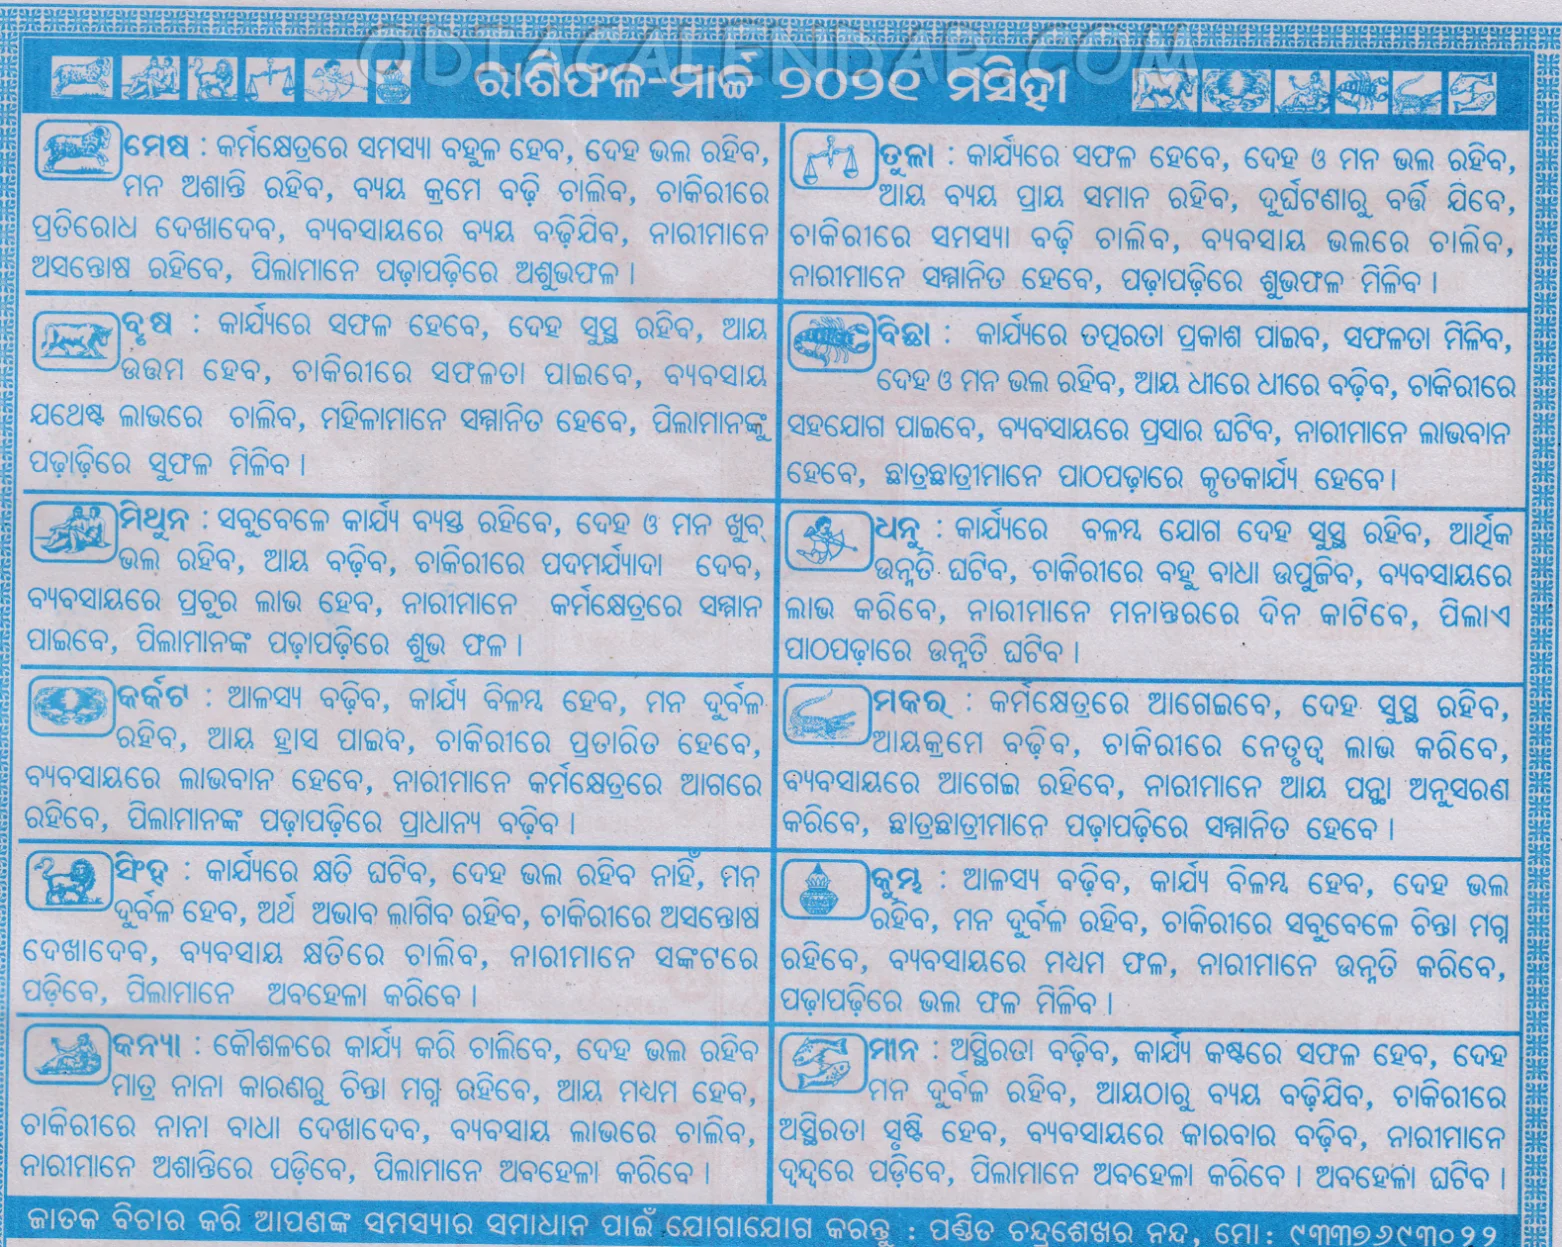 ODIACALENDAR.COM
ରାଶିଫଳ-ମାର୍ଚ୍ଚ ୨୦୨୧ ମସିହା
ମେଷ : କର୍ମକ୍ଷେତ୍ରରେ ସମସ୍ୟା ବହୁଳ ହେବ, ଦେହ ଭଲ ରହିବ,
ମନ ଅଶାନ୍ତି ରହିବ, ବ୍ୟୟ କ୍ରମେ ବଢ଼ି ଚାଲିବ, ଚାକିରୀରେ
ପ୍ରତିରୋଧ ଦେଖାଦେବ, ବ୍ୟବସାୟରେ ବ୍ୟୟ ବଢ଼ିଯିବ, ନାରୀମାନେ
ଅସନ୍ତୋଷ ରହିବେ, ପିଲାମାନେ ପଢ଼ାପଢ଼ିରେ ଅଶୁଭଫଳ ।
ବୃଷ : କାର୍ଯ୍ୟରେ ସଫଳ ହେବେ, ଦେହ ସୁସ୍ଥ ରହିବ, ଆୟ
ଉତ୍ତମ ହେବ, ଚାକିରୀରେ ସଫଳତା ପାଇବେ, ବ୍ୟବସାୟ
ଯଥେଷ୍ଟ ଲାଭରେ ଚାଲିବ, ମହିଳାମାନେ ସମ୍ମାନିତ ହେବେ, ପିଲାମାନଙ୍କୁ
ପଢ଼ାଢ଼ିରେ ସୁଫଳ ମିଳିବ ।
ମିଥୁନ : ସବୁବେଳେ କାର୍ଯ୍ୟ ବ୍ୟସ୍ତ ରହିବେ, ଦେହ ଓ ମନ ଖୁବ୍
ଭଲ ରହିବ, ଆୟ ବଢ଼ିବ, ଚାକିରୀରେ ପଦମର୍ଯ୍ୟାଦା ଦେବ,
ବ୍ୟବସାୟରେ ପ୍ରଚୁର ଲାଭ ହେବ, ନାରୀମାନେ କର୍ମକ୍ଷେତ୍ରରେ ସମ୍ମାନ
ପାଇବେ, ପିଲାମାନଙ୍କ ପଢ଼ାପଢ଼ିରେ ଶୁଭ ଫଳ ।
କର୍କଟ : ଆଳସ୍ୟ ବଢ଼ିବ, କାର୍ଯ୍ୟ ବିଳମ୍ବ ହେବ, ମନ ଦୁର୍ବଳ
ରହିବ, ଆୟ ହ୍ରାସ ପାଇବ, ଚାକିରୀରେ ପ୍ରତାରିତ ହେବେ,
ବ୍ୟବସାୟରେ ଲାଭବାନ ହେବେ, ନାରୀମାନେ କର୍ମକ୍ଷେତ୍ରରେ ଆଗରେ
ରହିବେ, ପିଲାମାନଙ୍କ ପଢ଼ାପଢ଼ିରେ ପ୍ରାଧାନ୍ୟ ବଢ଼ିବ ।
ସିଂହ : କାର୍ଯ୍ୟରେ କ୍ଷତି ଘଟିବ, ଦେହ ଭଲ ରହିବ ନାହିଁ, ମନ୍
ଦୁର୍ବଳ ହେବ, ଅର୍ଥ ଅଭାବ ଲାଗିବ ରହିବ, ଚାକିରୀରେ ଅସନ୍ତୋଷ
ଦେଖାଦେବ, ବ୍ୟବସାୟ କ୍ଷତିରେ ଚାଲିବ, ନାରୀମାନେ ସଙ୍କଟରେ
ପଡ଼ିବେ, ପିଲାମାନେ ଅବହେଳା କରିବେ ।
କନ୍ୟା : କୌଶଳରେ କାର୍ଯ୍ୟ କରି ଚାଲିବେ, ଦେହ ଭଲ ରହିବ
ମାତ୍ର ନାନା କାରଣରୁ ଚିନ୍ତା ମଗ୍ନ ରହିବେ, ଆୟ ମଧ୍ୟମ ହେବ,
ଚାକିରୀରେ ନାନା ବାଧା ଦେଖାଦେବ, ବ୍ୟବସାୟ ଲାଭରେ ଚାଲିବ,
ନାରୀମାନେ ଅଶାନ୍ତିରେ ପଡ଼ିବେ, ପିଲାମାନେ ଅବହେଳା କରିବେ ।
ତୁଳା : କାର୍ଯ୍ୟରେ ସଫଳ ହେବେ, ଦେହ ଓ ମନ ଭଲ ରହିବ,
ଆୟ ବ୍ୟୟ ପ୍ରାୟ ସମାନ ରହିବ, ଦୁର୍ଘଟଣାରୁ ବର୍ତ୍ତି ଯିବେ,
ଚାକିରୀରେ ସମସ୍ୟା ବଢ଼ି ଚାଲିବ, ବ୍ୟବସାୟ ଭଲରେ ଚାଲିବ,
ନାରୀମାନେ ସମ୍ମାନିତ ହେବେ, ପଢ଼ାପଢ଼ିରେ ଶୁଭଫଳ ମିଳିବ ।
ବିଛା : କାର୍ଯ୍ୟରେ ତତ୍ପରତା ପ୍ରକାଶ ପାଇବ, ସଫଳତା ମିଳିବ,
ଦେହ ଓ ମନ ଭଲ ରହିବ, ଆୟ ଧୀରେ ଧୀରେ ବଢ଼ିବ, ଚାକିରୀରେ
ସହଯୋଗ ପାଇବେ, ବ୍ୟବସାୟରେ ପ୍ରସାର ଘଟିବ, ନାରୀମାନେ ଲାଭବାନ
ହେବେ, ଛାତ୍ରଛାତ୍ରୀମାନେ ପାଠପଢ଼ାରେ କୃତକାର୍ଯ୍ୟ ହେବେ ।
ଧନୁ : କାର୍ଯ୍ୟରେ ବଳମ୍ବ ଯୋଗ ଦେହ ସୁସ୍ଥ ରହିବ, ଆର୍ଥିକ
ଉନ୍ନତି ଘଟିବ, ଚାକିରୀରେ ବହୁ ବାଧା ଉପୁଜିବ, ବ୍ୟବସାୟରେ
ଲାଭ କରିବେ, ନାରୀମାନେ ମନାନ୍ତରରେ ଦିନ କାଟିବେ, ପିଲାଏ
ପାଠପଢ଼ାରେ ଉନ୍ନତି ଘଟିବ ।
ମକର : କର୍ମକ୍ଷେତ୍ରରେ ଆଗେଇବେ, ଦେହ ସୁସ୍ଥ ରହିବ,
ଆୟକ୍ରମେ ବଢ଼ିବ, ଚାକିରୀରେ ନେତୃତ୍ୱ ଲାଭ କରିବେ,
ବ୍ୟବସାୟରେ ଆଗେଇ ରହିବେ, ନାରୀମାନେ ଆୟ ପନ୍ଥା ଅନୁସରଣ
କରିବେ, ଛାତ୍ରଛାତ୍ରୀମାନେ ପଢ଼ାପଢ଼ିରେ ସମ୍ମାନିତ ହେବେ ।
କୁମ୍ଭ : ଆଳସ୍ୟ ବଢ଼ିବ, କାର୍ଯ୍ୟ ବିଳମ୍ବ ହେବ, ଦେହ ଭଲ
ରହିବ, ମନ ଦୁର୍ବଳ ରହିବ, ଚାକିରୀରେ ସବୁବେଳେ ଚିନ୍ତା ମଗ୍ନ
ରହିବେ, ବ୍ୟବସାୟରେ ମଧ୍ୟମ ଫଳ, ନାରୀମାନେ ଉନ୍ନତି କରିବେ,
ପଢ଼ାପଢ଼ିରେ ଭଲ ଫଳ ମିଳିବ ।
ମୀନ : ଅସ୍ଥିରତା ବଢ଼ିବ, କାର୍ଯ୍ୟ କଷ୍ଟରେ ସଫଳ ହେବ, ଦେହ
ମନ ଦୁର୍ବଳ ରହିବ, ଆୟଠାରୁ ବ୍ୟୟ ବଢ଼ିଯିବ, ଚାକିରୀରେ
ଅସ୍ଥିରତା ସୃଷ୍ଟି ହେବ, ବ୍ୟବସାୟରେ କାରବାର ବଢ଼ିବ, ନାରୀମାନେ
ଦ୍ୱନ୍ଦ୍ୱରେ ପଡ଼ିବେ, ପିଲାମାନେ ଅବହେଳା କରିବେ । ଅବହେଳା ଘଟିବ ।
ଜାତକ ବିଚାର କରି ଆପଣଙ୍କ ସମସ୍ୟାର ସମାଧାନ ପାଇଁ ଯୋଗାଯୋଗ କରନ୍ତୁ : ପଣ୍ଡିତ ଚନ୍ଦ୍ରଶେଖର ନନ୍ଦ, ମୋ: ୯୩୩୭୬୯୩୦୨୨